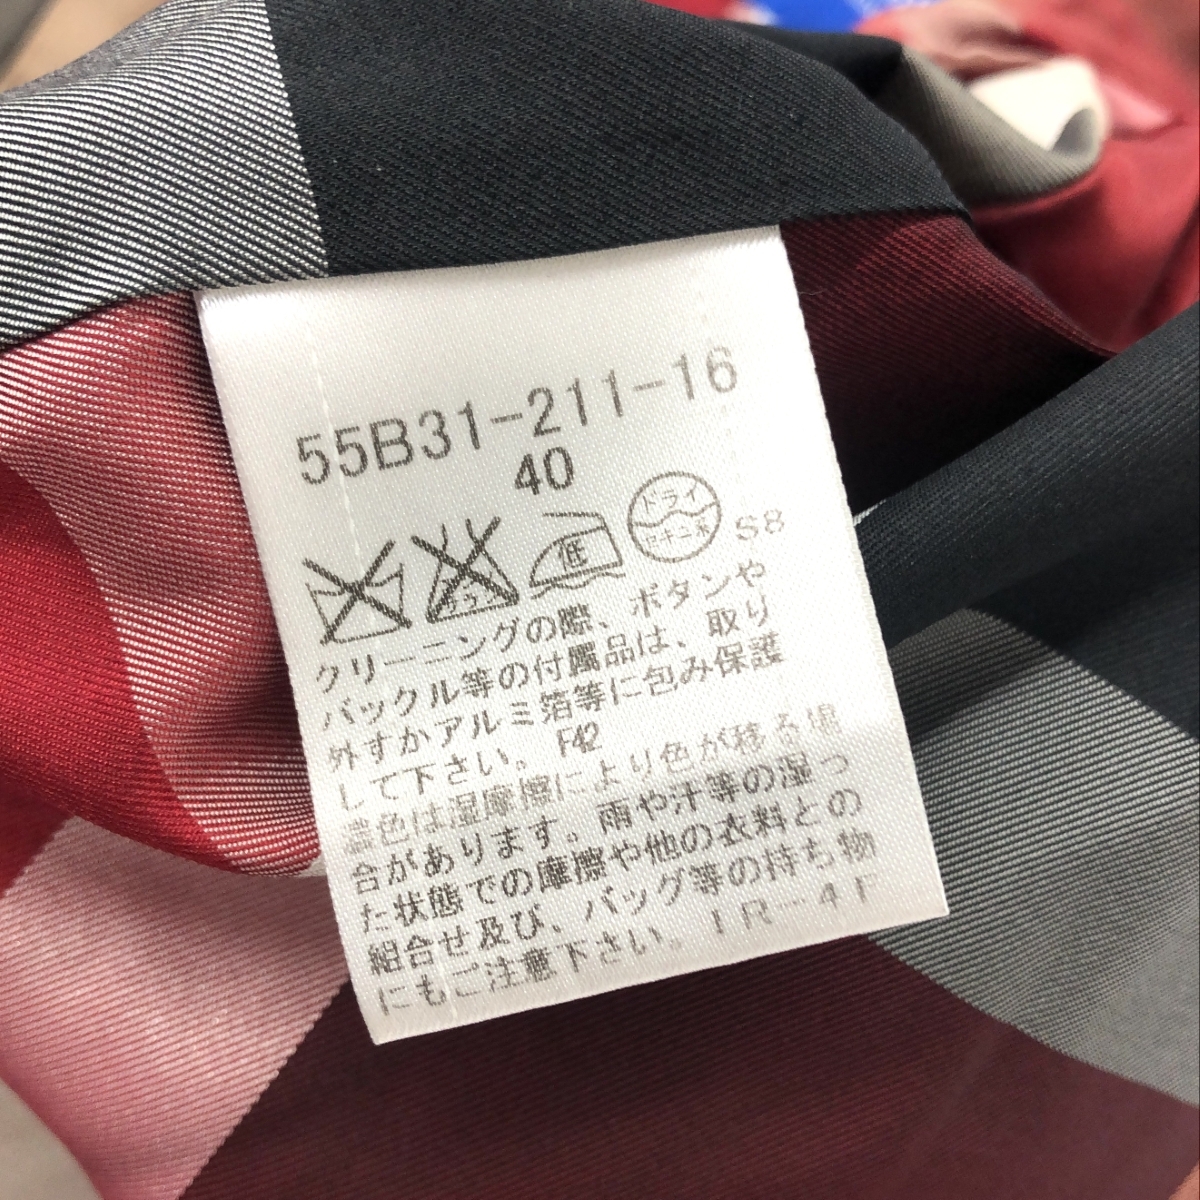 55B31-211-16
40
低
ドライ
セキユ系
S8
クリーニングの際、ボタンや
バックル等の付属品は、取り
外すかアルミ箔等に包み保護
して下さい。 F42
濃色は湿摩擦により色が移る場
合があります。雨や汗等の湿っ
た状態での摩擦や他の衣料との
組合せ及び、バッグ等の持ち物
にもご注意下さい。IR-4F